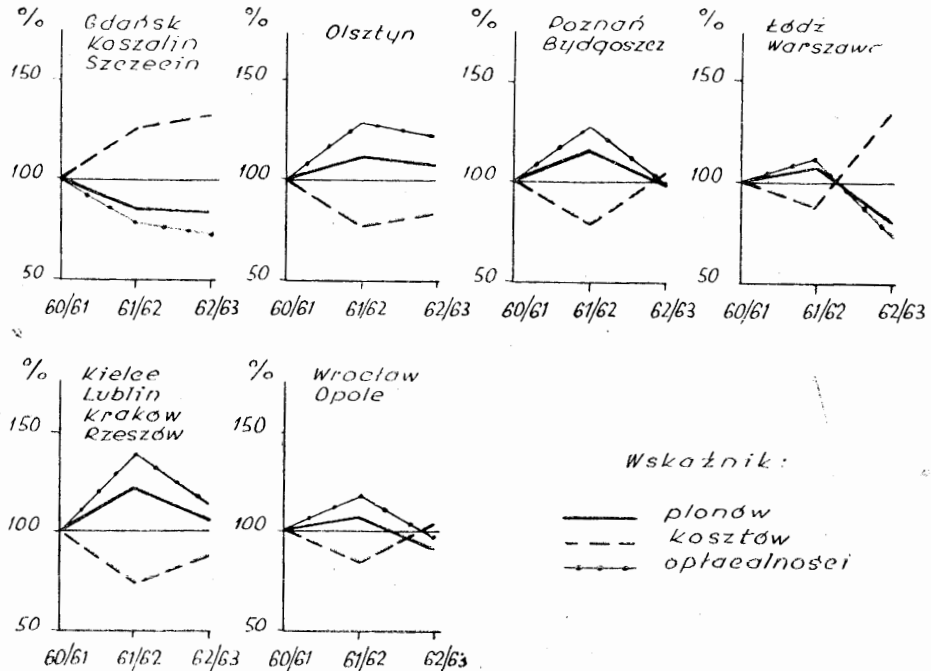 %
Gdańsk
Koszalin
Szczecin
150
100
50
60/61 61/62 62/63
%
Olsztyn
150
100
50
60/61 61/62 62/63
%
Poznań
Bydgoszcz
150
100
50
60/61 61/62 62/63
%
Łódź
Warszawa
150
100
50
60/61 61/62 62/63
%
Kielce
Lublin
Kraków
Rzeszów
150
100
50
60/61 61/62 62/63
%
Wrocław
Opole
150
100
50
60/61 61/62 62/63
Wskaźnik:
plonów
kosztów
opłacalności